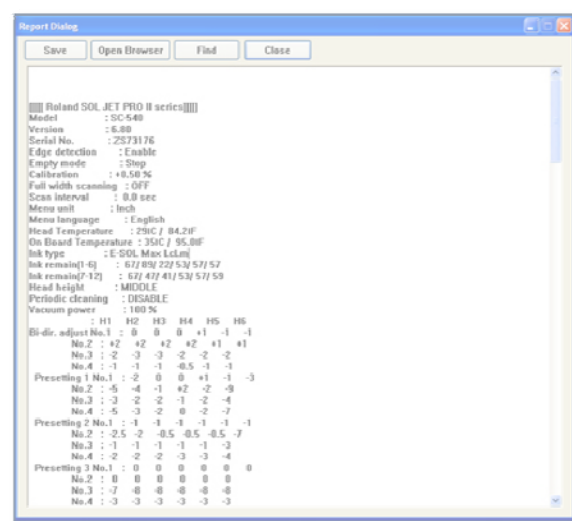 Report Dialog
Save Open Browser Find Close
||||| Roland SOL JET PRO II series|||||
Model : SC-540
Version : 6.80
Serial No. : ZS73176
Edge detection : Enable
Empty mode : Stop
Calibration : +0.50 %
Full width scanning : OFF
Scan interval : 0.0 sec
Menu unit : Inch
Menu language : English
Head Temperature : 29IC / 84.2IF
On Board Temperature : 35IC / 95.0IF
Ink type : E-SOL Max LcLm
Ink remain(1-6) : 67/ 89/ 22/ 53/ 57/ 57
Ink remain(7-12) : 67/ 47/ 41/ 53/ 57/ 59
Head height : MIDDLE
Periodic cleaning : DISABLE
Vacuum power : 100 %
: H1 H2 H3 H4 H5 H6
Bi-dir. adjust No.1 : 0 0 0 +1 -1 -1
No.2 : +2 +2 +2 +2 +1 +1
No.3 : -2 -3 -3 -2 -2 -2
No.4 : -1 -1 -1 -0.5 -1 -1
Presetting 1 No.1 : -2 0 0 +1 -1 -3
No.2 : -5 -4 -1 +2 -2 -9
No.3 : -3 -2 -2 -1 -2 -4
No.4 : -5 -3 -2 0 -2 -7
Presetting 2 No.1 : -1 -1 -1 -1 -1 -1
No.2 : -2.5 -2 -0.5 -0.5 -0.5 -7
No.3 : -1 -1 -1 -1 -1 -3
No.4 : -2 -2 -2 -3 -3 -4
Presetting 3 No.1 : 0 0 0 0 0 0
No.2 : 0 0 0 0 0 0
No.3 : -7 -8 -8 -8 -8 -8
No.4 : -3 -3 -3 -3 -3 -3